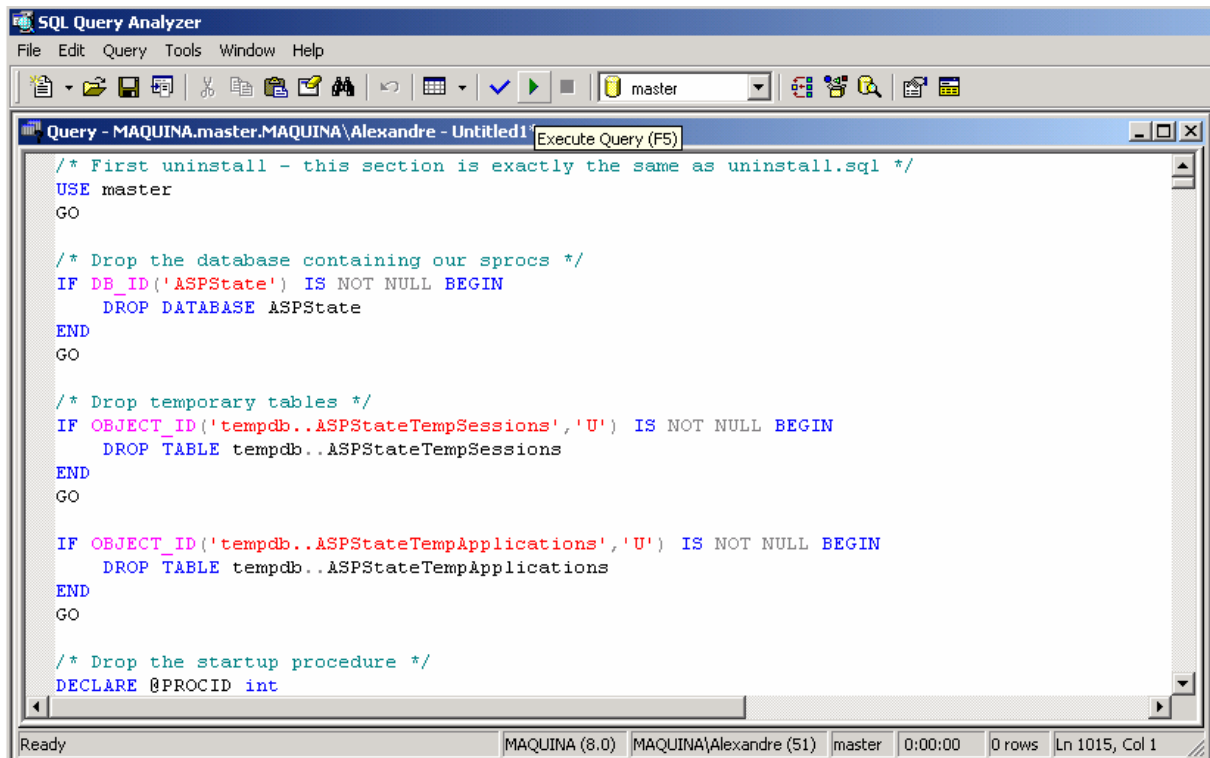 SQL Query Analyzer
File Edit Query Tools Window Help
master
Query - MAQUINA.master.MAQUINA\Alexandre - Untitled1*
Execute Query (F5)
/* First uninstall - this section is exactly the same as uninstall.sql */
USE master
GO
/* Drop the database containing our sprocs */
IF DB_ID('ASPState') IS NOT NULL BEGIN
    DROP DATABASE ASPState
END
GO
/* Drop temporary tables */
IF OBJECT_ID('tempdb..ASPStateTempSessions','U') IS NOT NULL BEGIN
    DROP TABLE tempdb..ASPStateTempSessions
END
GO
IF OBJECT_ID('tempdb..ASPStateTempApplications','U') IS NOT NULL BEGIN
    DROP TABLE tempdb..ASPStateTempApplications
END
GO
/* Drop the startup procedure */
DECLARE @PROCID int
Ready MAQUINA (8.0) MAQUINA\Alexandre (51) master 0:00:00 0 rows Ln 1015, Col 1